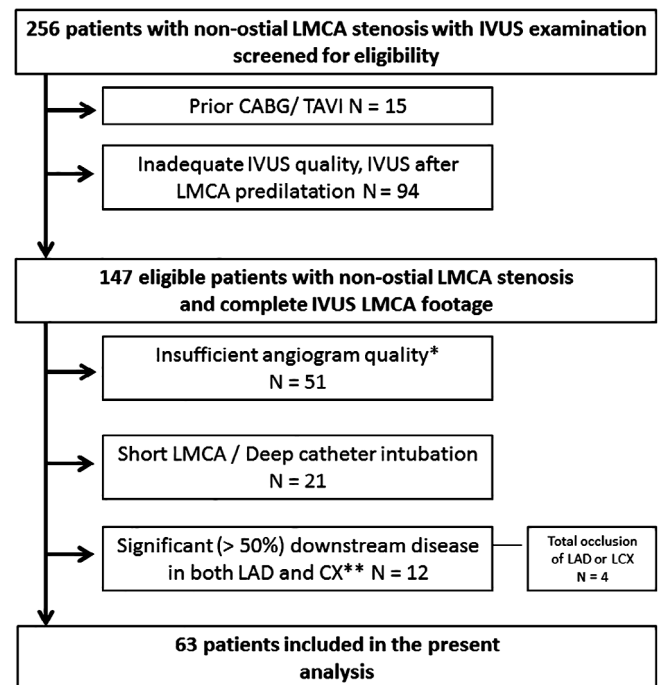 256 patients with non-ostial LMCA stenosis with IVUS examination
screened for eligibility
Prior CABG/ TAVI N = 15
Inadequate IVUS quality, IVUS after
LMCA predilatation N = 94
147 eligible patients with non-ostial LMCA stenosis
and complete IVUS LMCA footage
Insufficient angiogram quality*
N = 51
Short LMCA / Deep catheter intubation
N = 21
Significant (> 50%) downstream disease
in both LAD and CX** N = 12
Total occlusion
of LAD or LCX
N = 4
63 patients included in the present
analysis